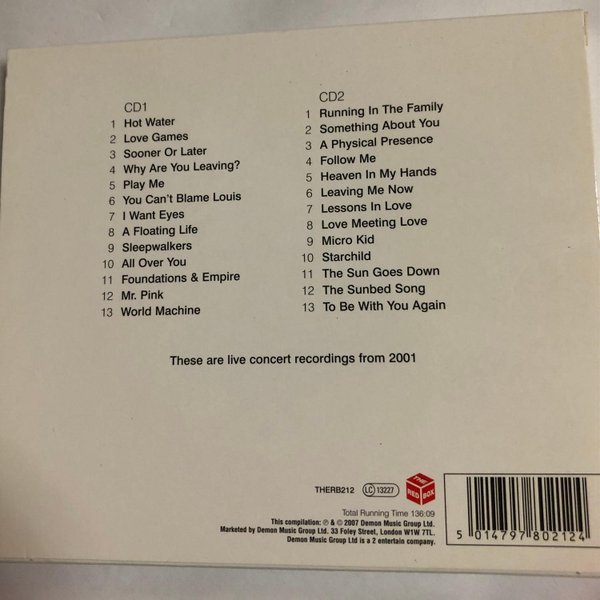 CD1
1 Hot Water
2 Love Games
3 Sooner Or Later
4 Why Are You Leaving?
5 Play Me
6 You Can't Blame Louis
7 I Want Eyes
8 A Floating Life
9 Sleepwalkers
10 All Over You
11 Foundations & Empire
12 Mr. Pink
13 World Machine
CD2
1 Running In The Family
2 Something About You
3 A Physical Presence
4 Follow Me
5 Heaven In My Hands
6 Leaving Me Now
7 Lessons In Love
8 Love Meeting Love
9 Micro Kid
10 Starchild
11 The Sun Goes Down
12 The Sunbed Song
13 To Be With You Again
These are live concert recordings from 2001
THERB212 LC 13227
THE
RED BOX
Total Running Time 136:09
This compilation: ℗ & © 2007 Demon Music Group Ltd.
Marketed by Demon Music Group Ltd. 33 Foley Street, London W1W 7TL.
Demon Music Group Ltd is a 2 entertain company.
5 014797 802124